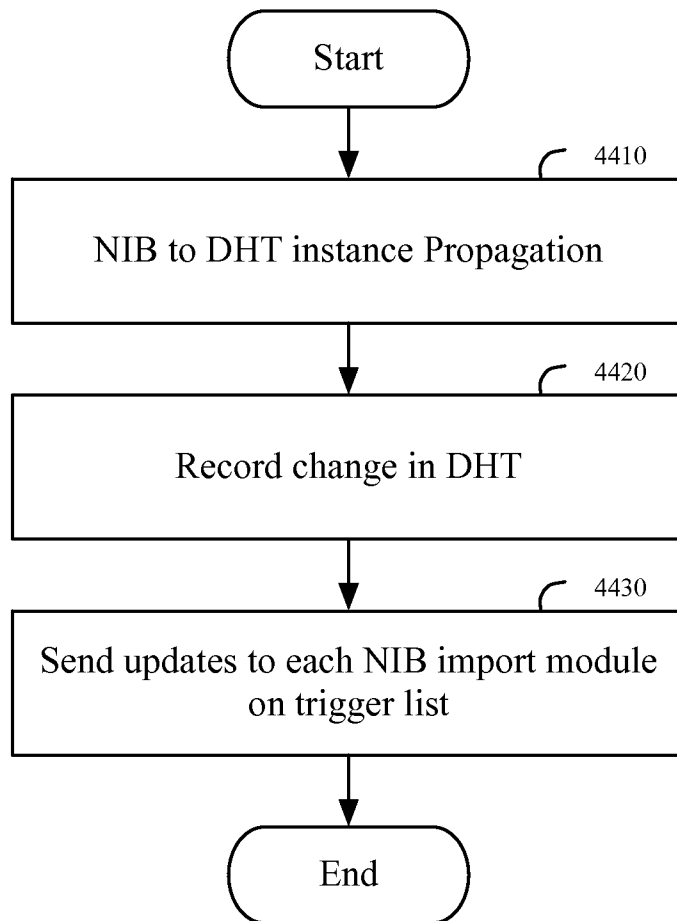 Start
4410
NIB to DHT instance Propagation
4420
Record change in DHT
4430
Send updates to each NIB import module
on trigger list
End